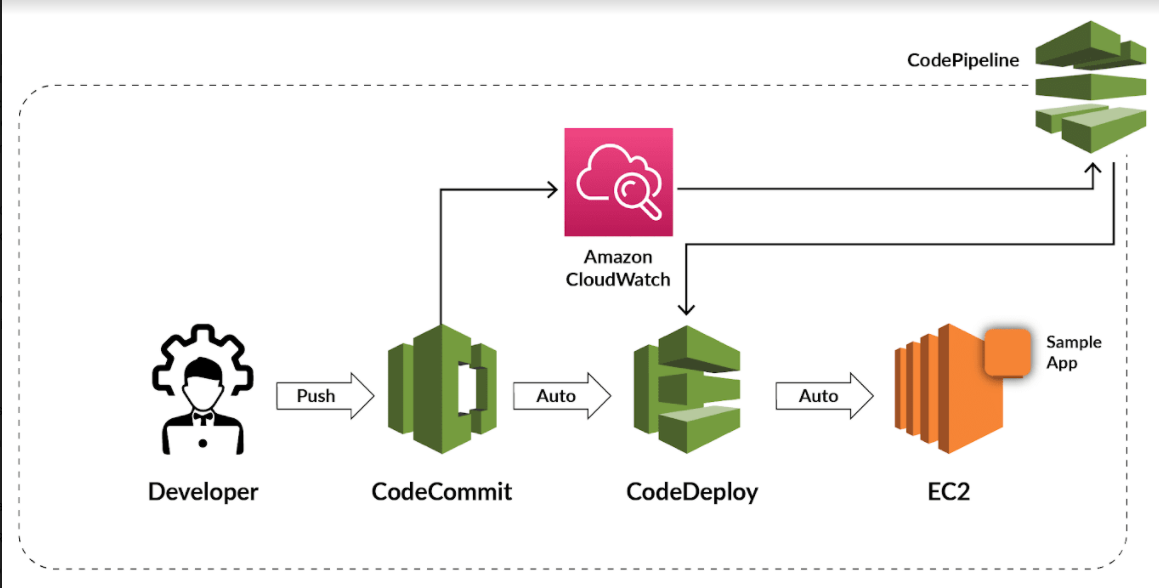 CodePipeline
Amazon
CloudWatch
Sample
App
Push
Auto
Auto
Developer
CodeCommit
CodeDeploy
EC2